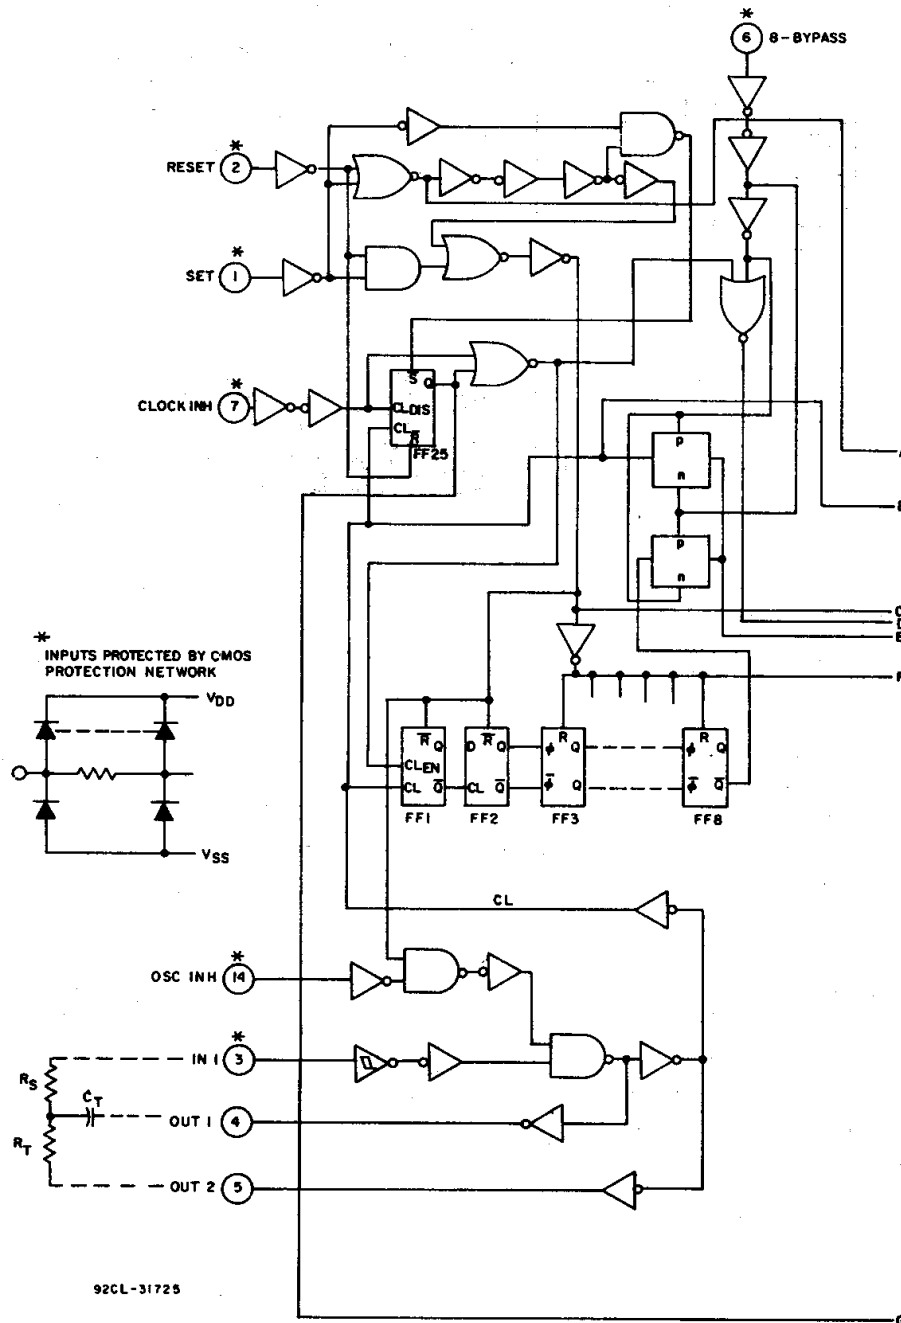 *
6 8-BYPASS
*
RESET 2
*
SET 1
*
CLOCK INH 7
S̅ Q
CL DIS
CL
R̅
FF25
p
n
p
n
A
C
D
E
F
*
INPUTS PROTECTED BY CMOS
PROTECTION NETWORK
VDD
VSS
R̅ Q
CL EN
CL Q̅
FF1
D R̅ Q
CL Q̅
FF2
R
ϕ Q
ϕ̅ Q
FF3
R
ϕ Q
ϕ̅ Q̅
FF8
CL
*
OSC INH 14
*
IN 1 3
RS
CT
OUT 1 4
RT
OUT 2 5
92CL-31725
G